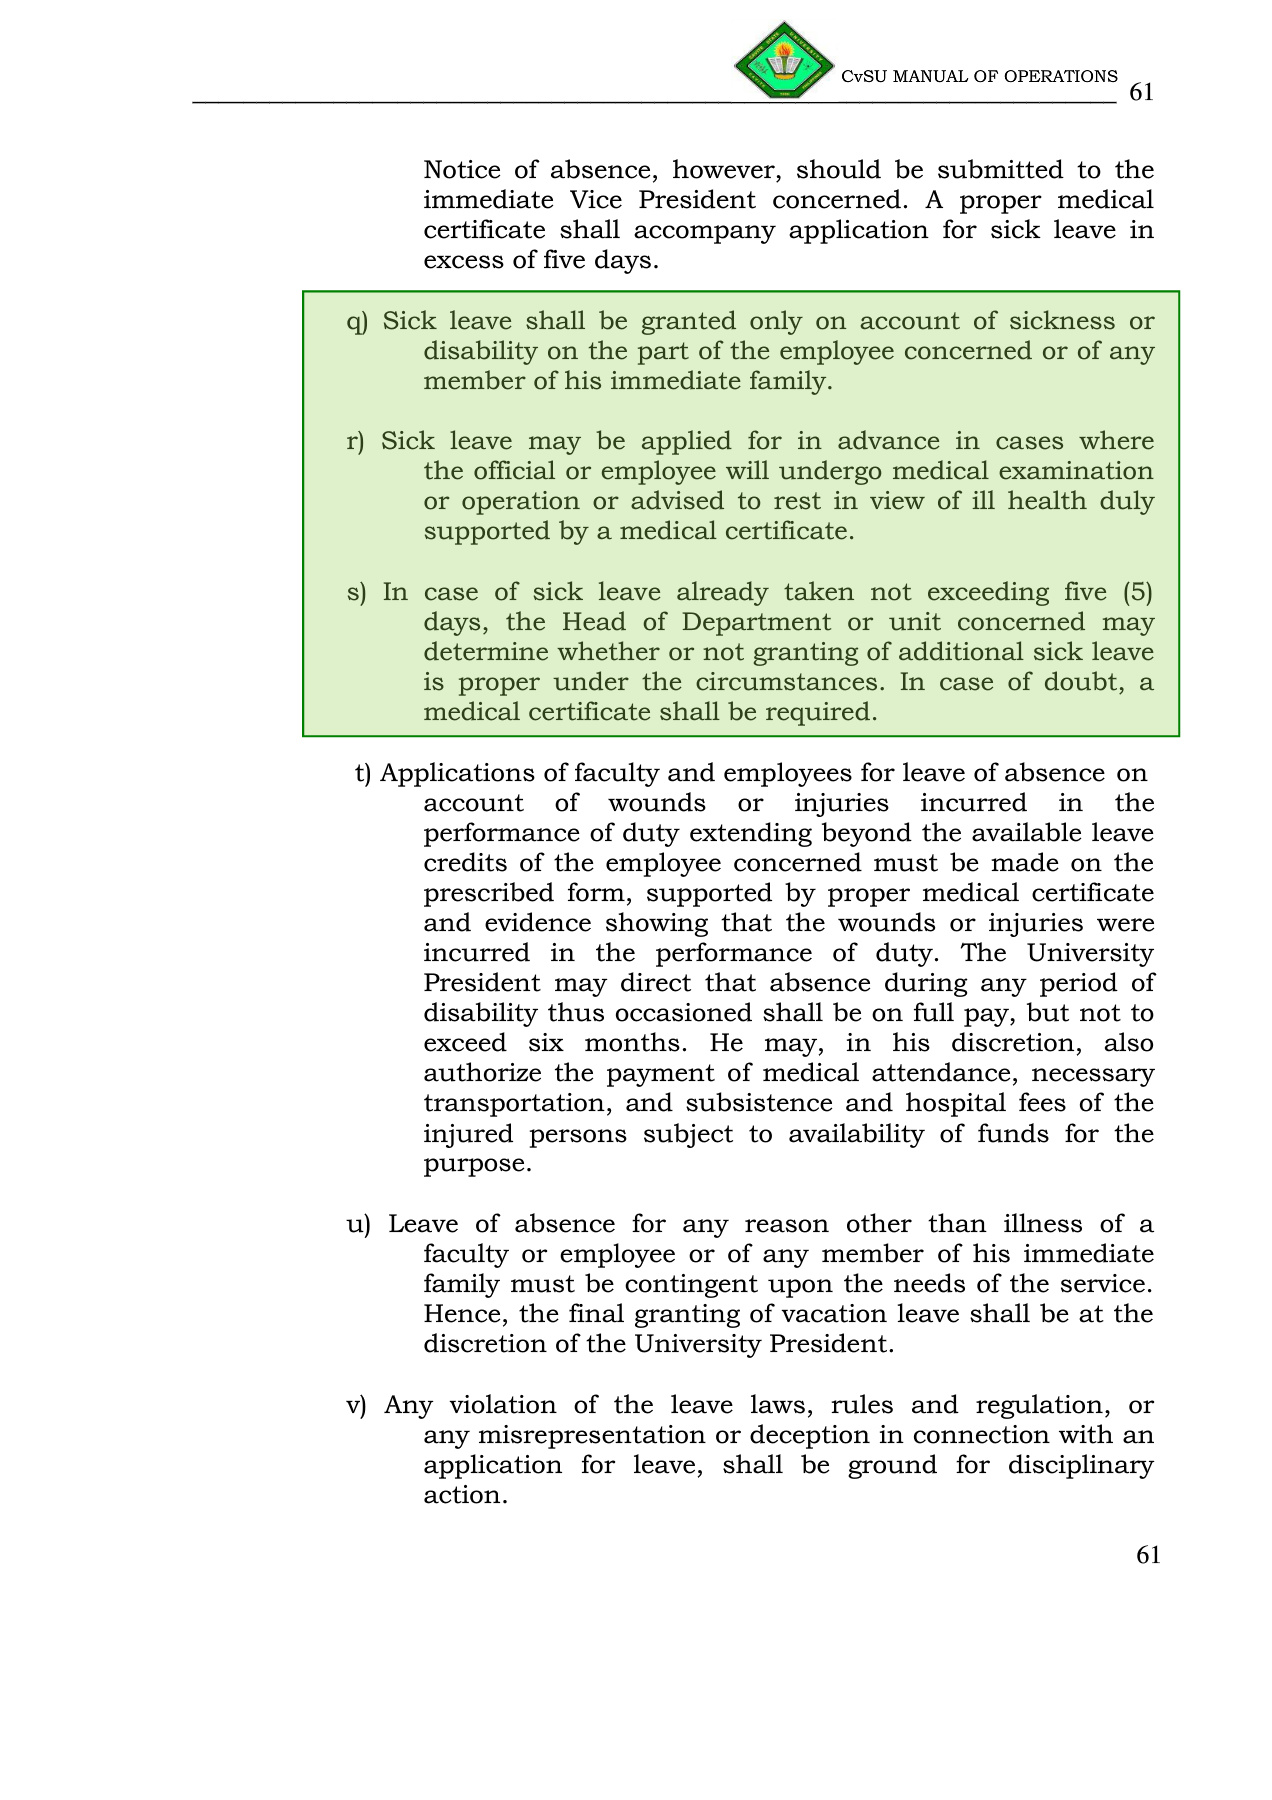 CvSU MANUAL OF OPERATIONS
61
Notice of absence, however, should be submitted to the
immediate Vice President concerned. A proper medical
certificate shall accompany application for sick leave in
excess of five days.
q) Sick leave shall be granted only on account of sickness or
disability on the part of the employee concerned or of any
member of his immediate family.
r) Sick leave may be applied for in advance in cases where
the official or employee will undergo medical examination
or operation or advised to rest in view of ill health duly
supported by a medical certificate.
s) In case of sick leave already taken not exceeding five (5)
days, the Head of Department or unit concerned may
determine whether or not granting of additional sick leave
is proper under the circumstances. In case of doubt, a
medical certificate shall be required.
t) Applications of faculty and employees for leave of absence on
account of wounds or injuries incurred in the
performance of duty extending beyond the available leave
credits of the employee concerned must be made on the
prescribed form, supported by proper medical certificate
and evidence showing that the wounds or injuries were
incurred in the performance of duty. The University
President may direct that absence during any period of
disability thus occasioned shall be on full pay, but not to
exceed six months. He may, in his discretion, also
authorize the payment of medical attendance, necessary
transportation, and subsistence and hospital fees of the
injured persons subject to availability of funds for the
purpose.
u) Leave of absence for any reason other than illness of a
faculty or employee or of any member of his immediate
family must be contingent upon the needs of the service.
Hence, the final granting of vacation leave shall be at the
discretion of the University President.
v) Any violation of the leave laws, rules and regulation, or
any misrepresentation or deception in connection with an
application for leave, shall be ground for disciplinary
action.
61